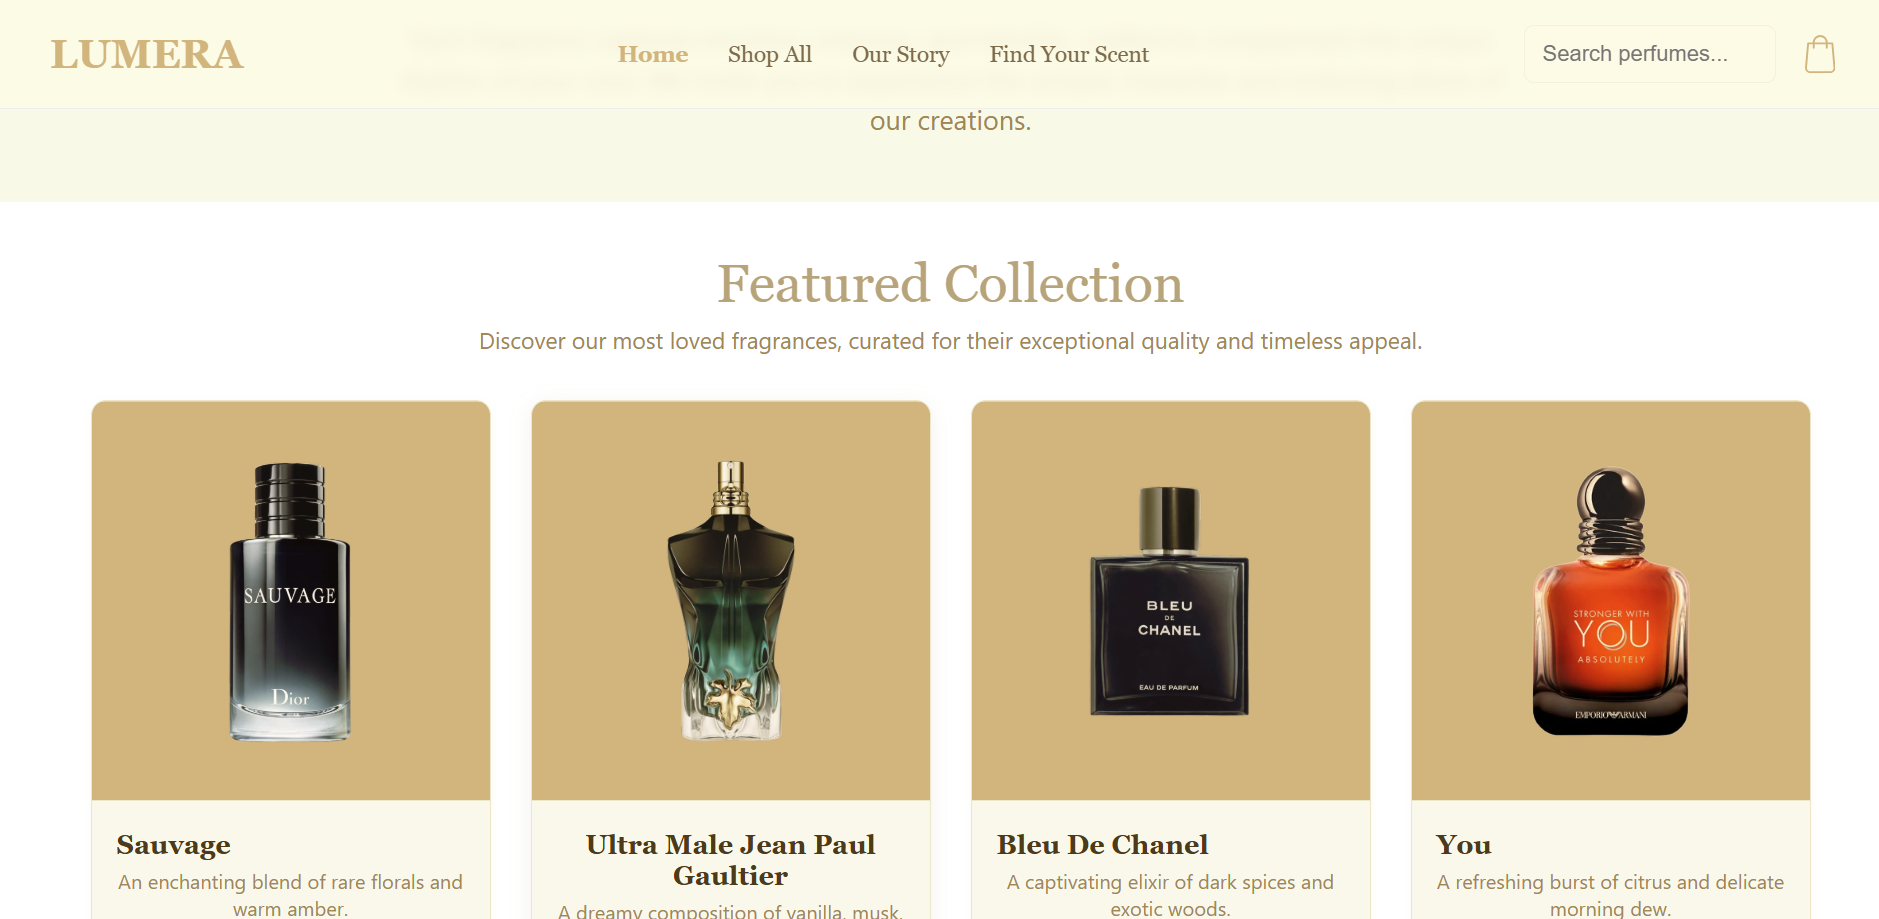 LUMERA
Home Shop All Our Story Find Your Scent
Search perfumes...
our creations.
Featured Collection
Discover our most loved fragrances, curated for their exceptional quality and timeless appeal.
SAUVAGE
Dior
BLEU
DE
CHANEL
EAU DE PARFUM
STRONGER WITH
YOU
ABSOLUTELY
EMPORIO ARMANI
Sauvage
An enchanting blend of rare florals and
warm amber.
Ultra Male Jean Paul
Gaultier
A dreamy composition of vanilla, musk,
Bleu De Chanel
A captivating elixir of dark spices and
exotic woods.
You
A refreshing burst of citrus and delicate
morning dew.